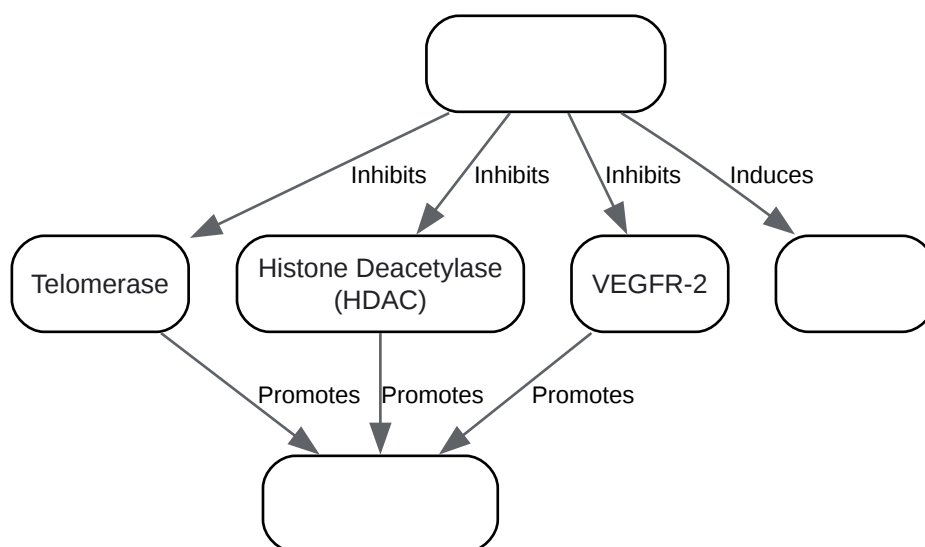 Inhibits
Inhibits
Inhibits
Induces
Telomerase
Histone Deacetylase
(HDAC)
VEGFR-2
Promotes
Promotes
Promotes